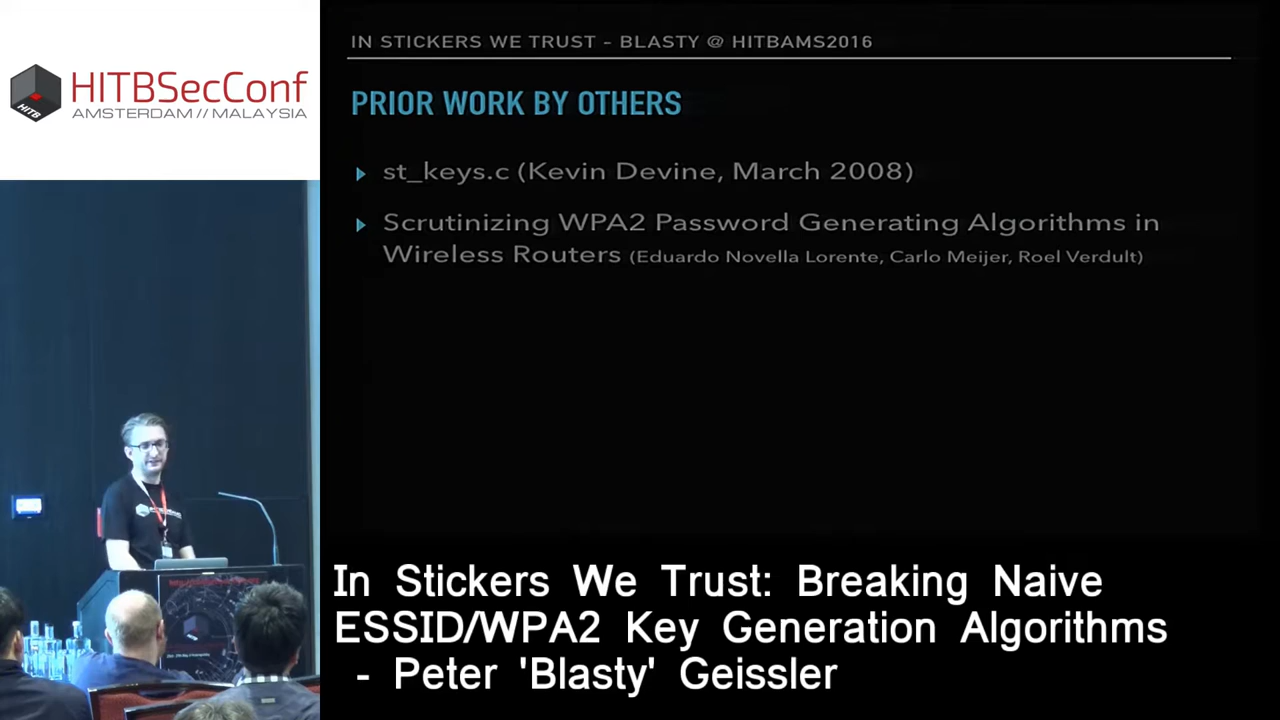 HITBSecConf
AMSTERDAM // MALAYSIA
HITB
IN STICKERS WE TRUST – BLASTY @ HITBAMS2016
PRIOR WORK BY OTHERS
st_keys.c (Kevin Devine, March 2008)
Scrutinizing WPA2 Password Generating Algorithms in
Wireless Routers (Eduardo Novella Lorente, Carlo Meijer, Roel Verdult)
In Stickers We Trust: Breaking Naive
ESSID/WPA2 Key Generation Algorithms
- Peter 'Blasty' Geissler